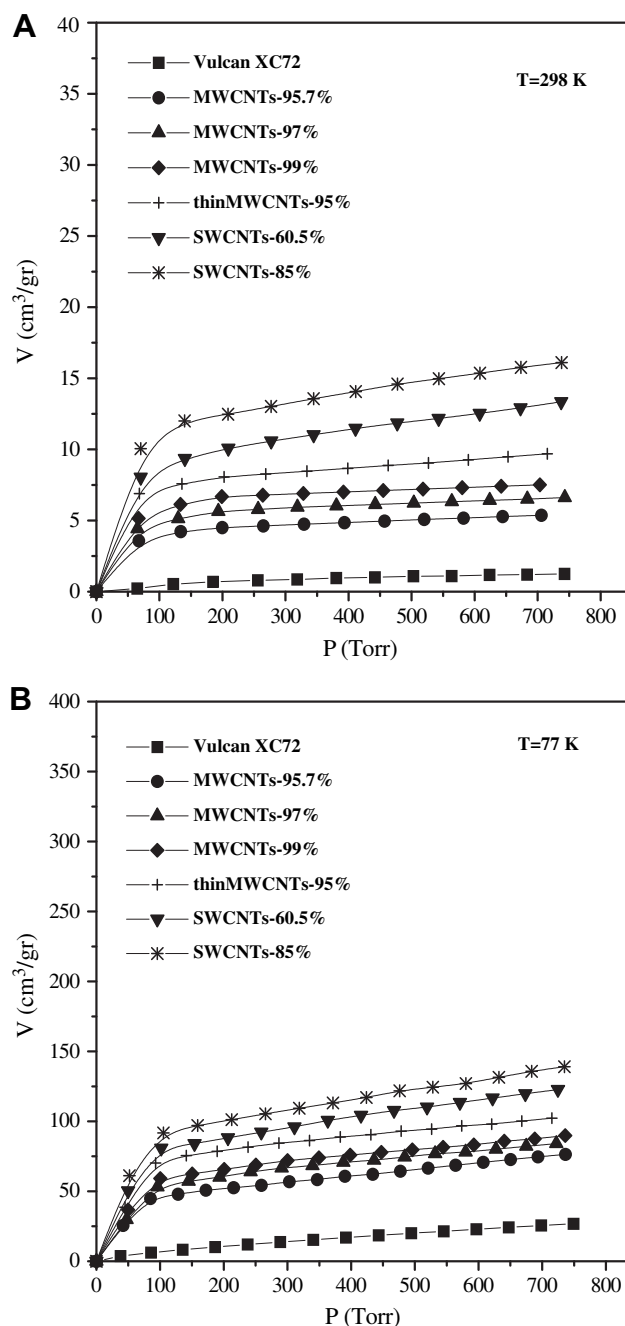 A
40
35
30
25
20
15
10
5
0
V (cm³/gr)
Vulcan XC72
MWCNTs-95.7%
MWCNTs-97%
MWCNTs-99%
thinMWCNTs-95%
SWCNTs-60.5%
SWCNTs-85%
T=298 K
0 100 200 300 400 500 600 700 800
P (Torr)
B
400
350
300
250
200
150
100
50
0
V (cm³/gr)
Vulcan XC72
MWCNTs-95.7%
MWCNTs-97%
MWCNTs-99%
thinMWCNTs-95%
SWCNTs-60.5%
SWCNTs-85%
T=77 K
0 100 200 300 400 500 600 700 800
P (Torr)